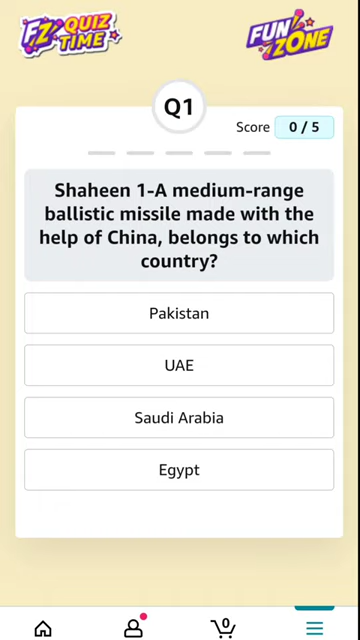 FZ QUIZ
TIME
FUN
ZONE
Q1
Score 0 / 5
Shaheen 1-A medium-range
ballistic missile made with the
help of China, belongs to which
country?
Pakistan
UAE
Saudi Arabia
Egypt
0